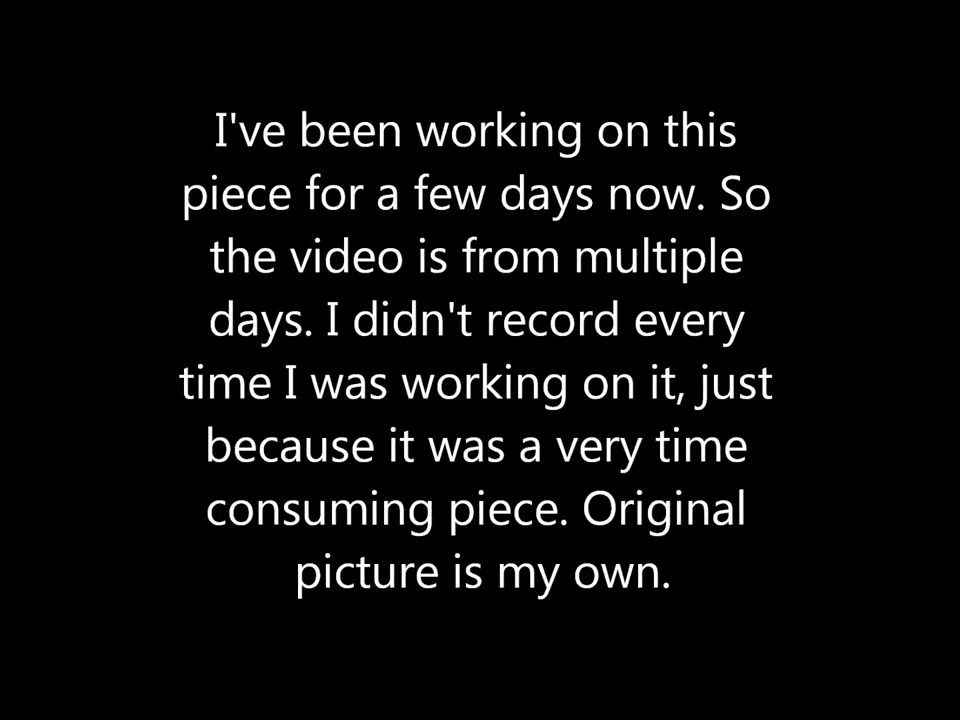 I've been working on this
piece for a few days now. So
the video is from multiple
days. I didn't record every
time I was working on it, just
because it was a very time
consuming piece. Original
picture is my own.